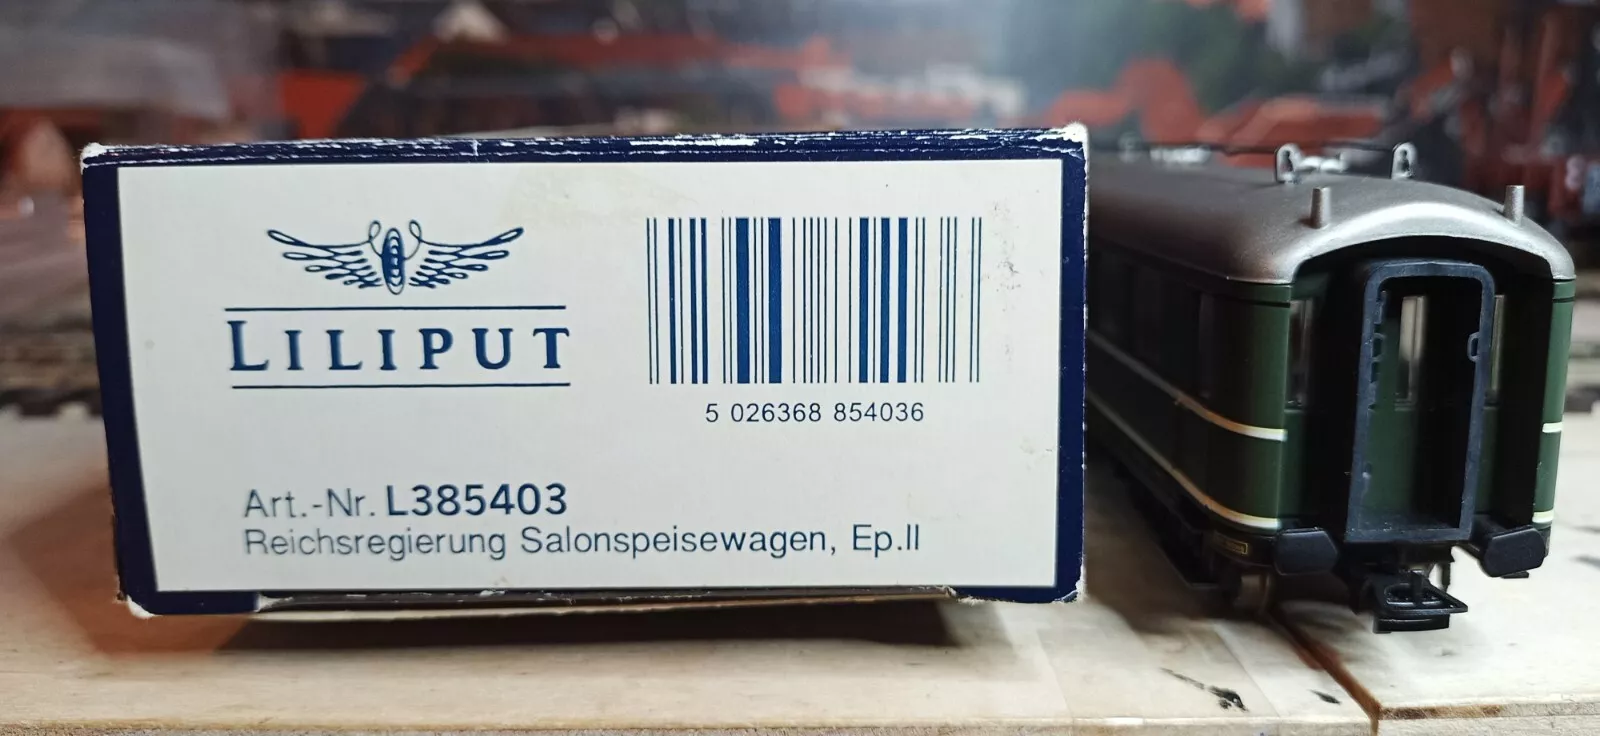 LILIPUT
5 026368 854036
Art.-Nr. L385403
Reichsregierung Salonspeisewagen, Ep.II